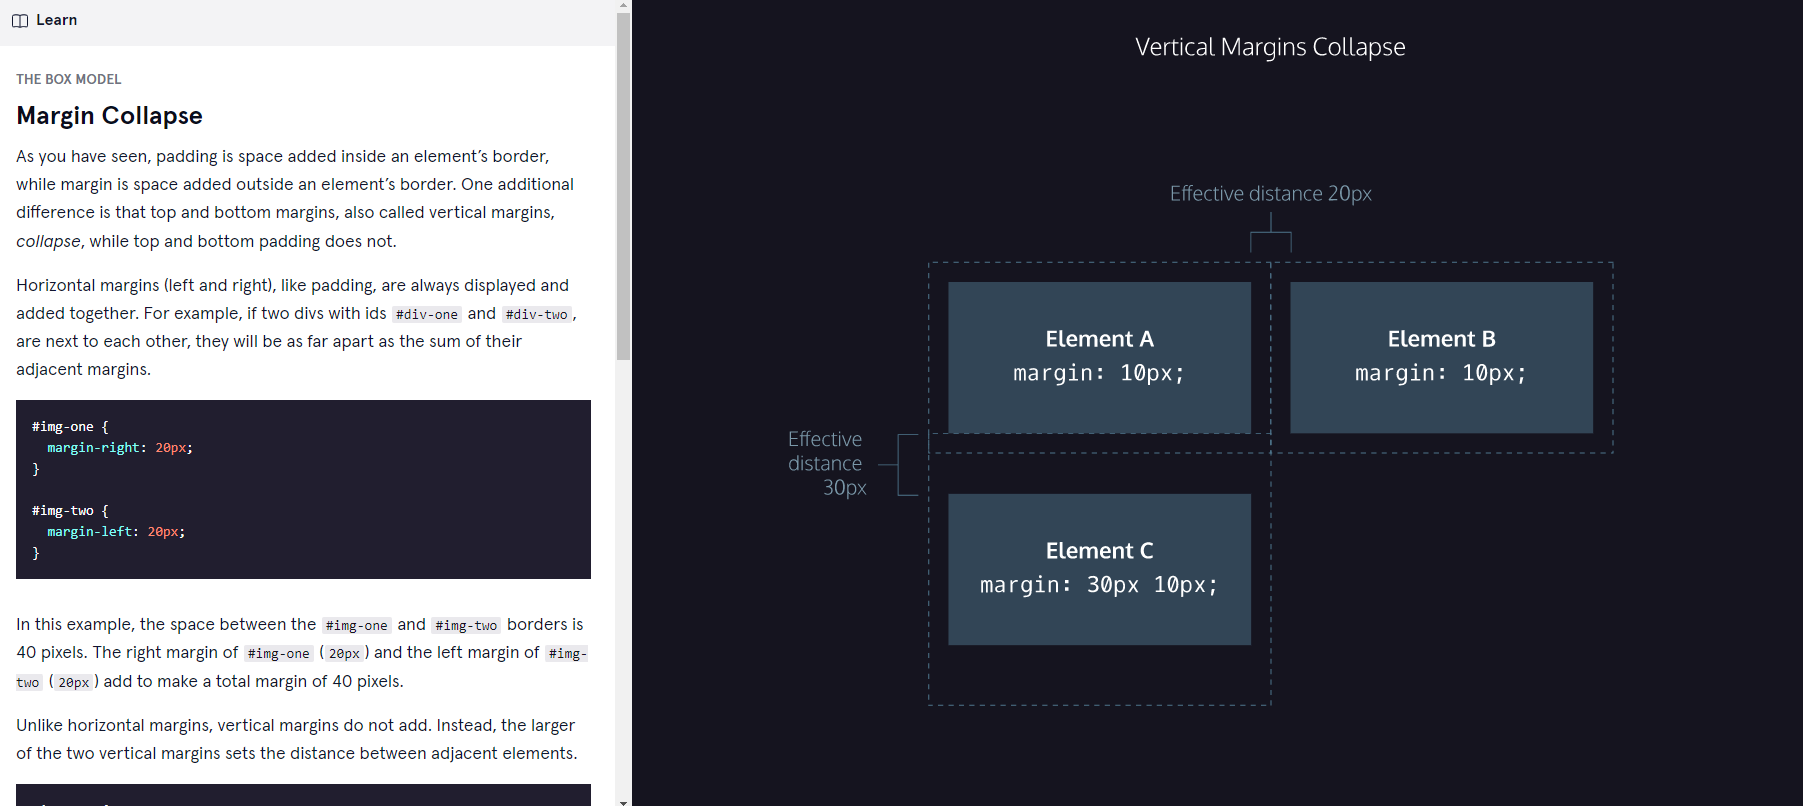 Learn
THE BOX MODEL
Margin Collapse
As you have seen, padding is space added inside an element’s border,
while margin is space added outside an element’s border. One additional
difference is that top and bottom margins, also called vertical margins,
collapse, while top and bottom padding does not.
Horizontal margins (left and right), like padding, are always displayed and
added together. For example, if two divs with ids #div-one and #div-two,
are next to each other, they will be as far apart as the sum of their
adjacent margins.
#img-one {
  margin-right: 20px;
}
#img-two {
  margin-left: 20px;
}
In this example, the space between the #img-one and #img-two borders is
40 pixels. The right margin of #img-one (20px) and the left margin of #img-
two (20px) add to make a total margin of 40 pixels.
Unlike horizontal margins, vertical margins do not add. Instead, the larger
of the two vertical margins sets the distance between adjacent elements.
Vertical Margins Collapse
Effective distance 20px
Element A
margin: 10px;
Element B
margin: 10px;
Effective
distance
30px
Element C
margin: 30px 10px;